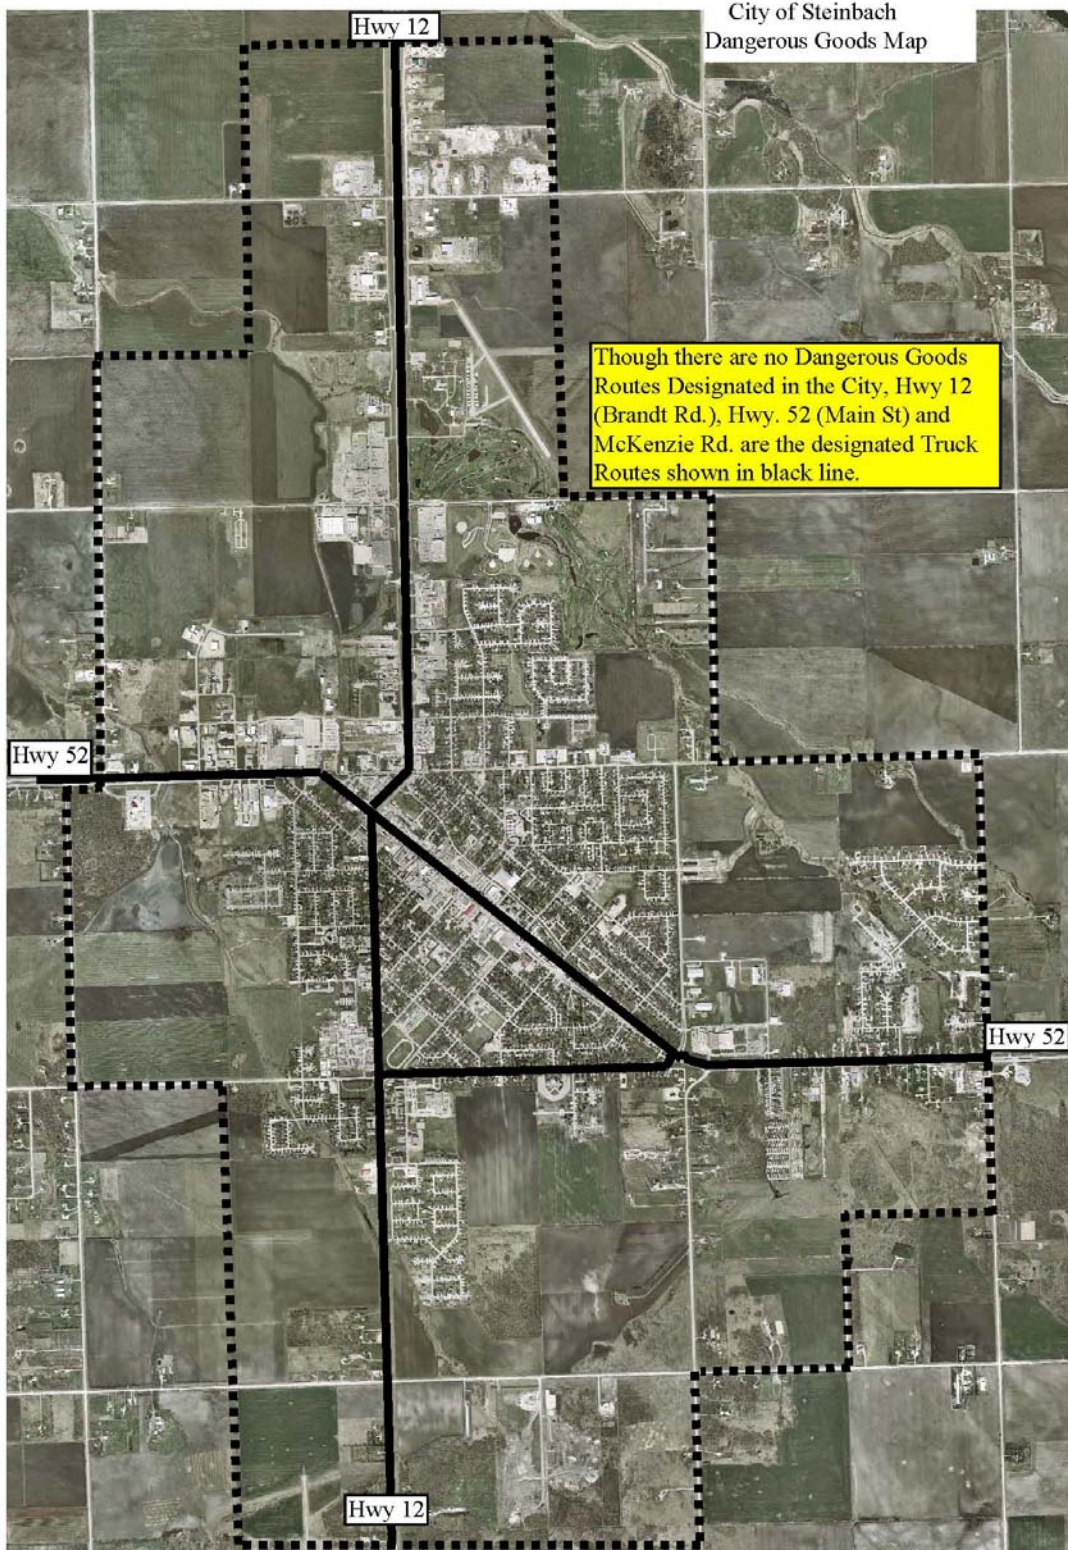 City of Steinbach
Dangerous Goods Map
Hwy 12
Though there are no Dangerous Goods
Routes Designated in the City, Hwy 12
(Brandt Rd.), Hwy. 52 (Main St) and
McKenzie Rd. are the designated Truck
Routes shown in black line.
Hwy 52
Hwy 52
Hwy 12